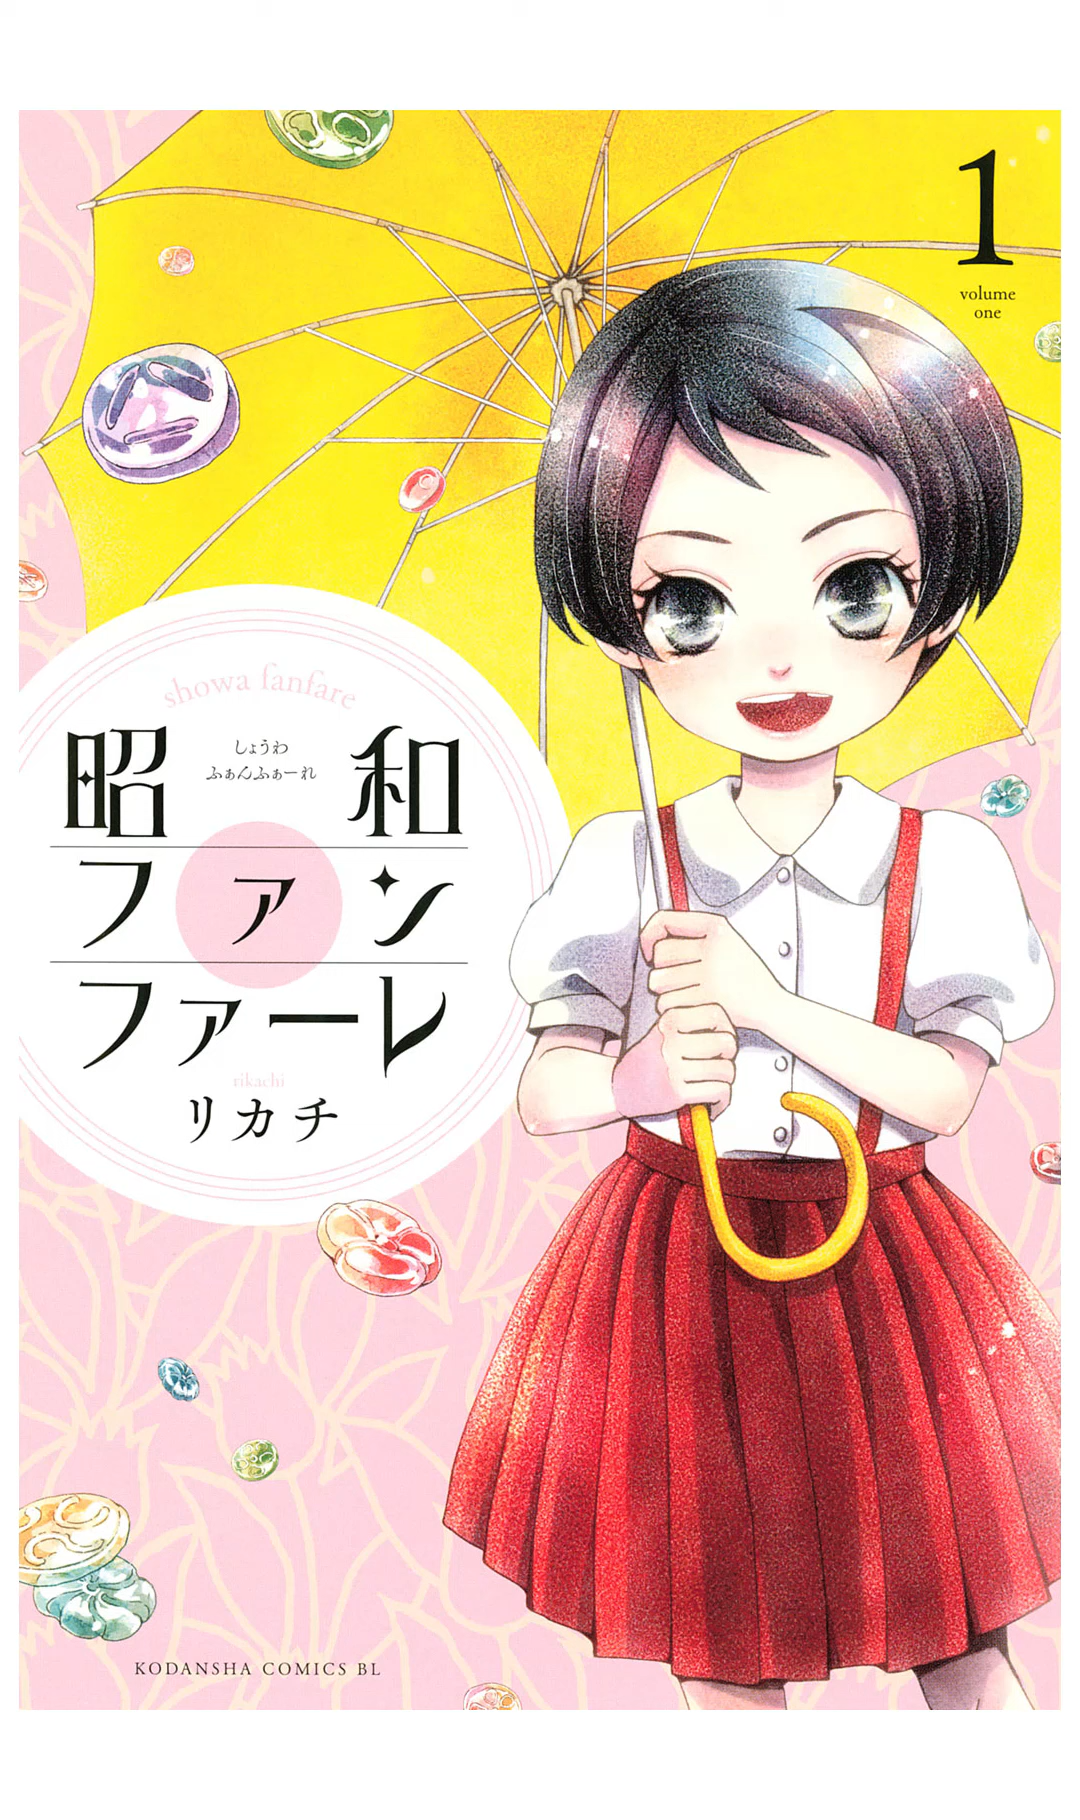 1
volume
one
showa fanfare
しょうわ
ふぁんふぁーれ
昭和
ファン
ファーレ
rikachi
リカチ
KODANSHA COMICS BL